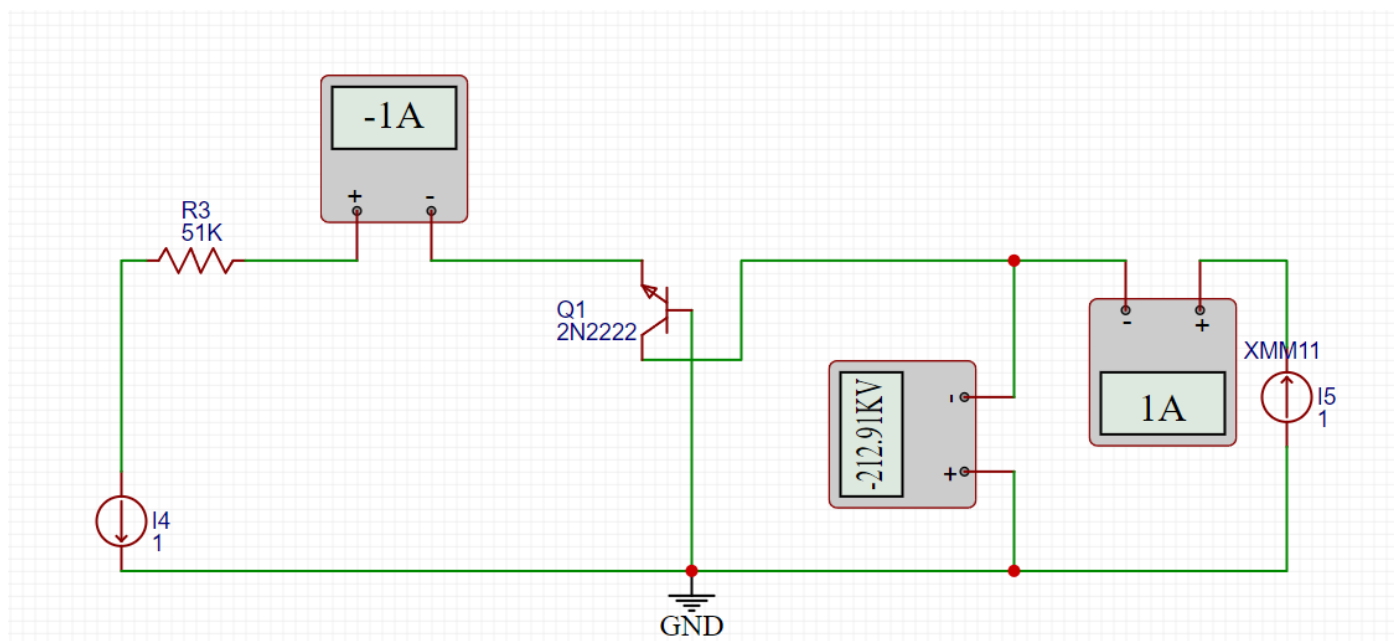 -1A
+ -
R3
51K
Q1
2N2222
XMM11
- +
1A
-212.91KV
-
+
I5
1
I4
1
GND